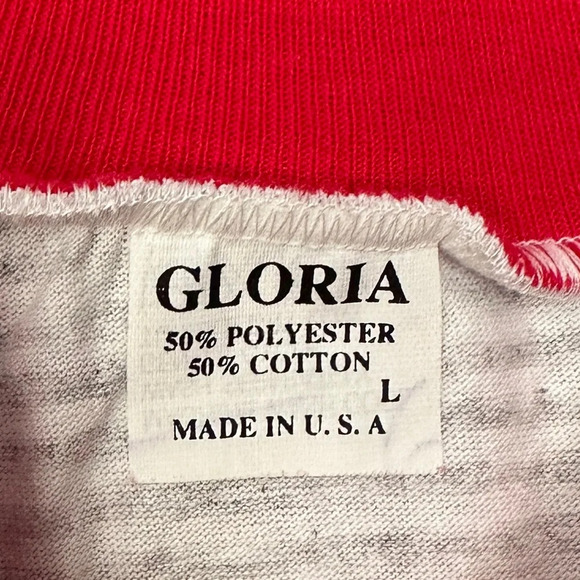 GLORIA
50% POLYESTER
50% COTTON
L
MADE IN U. S. A